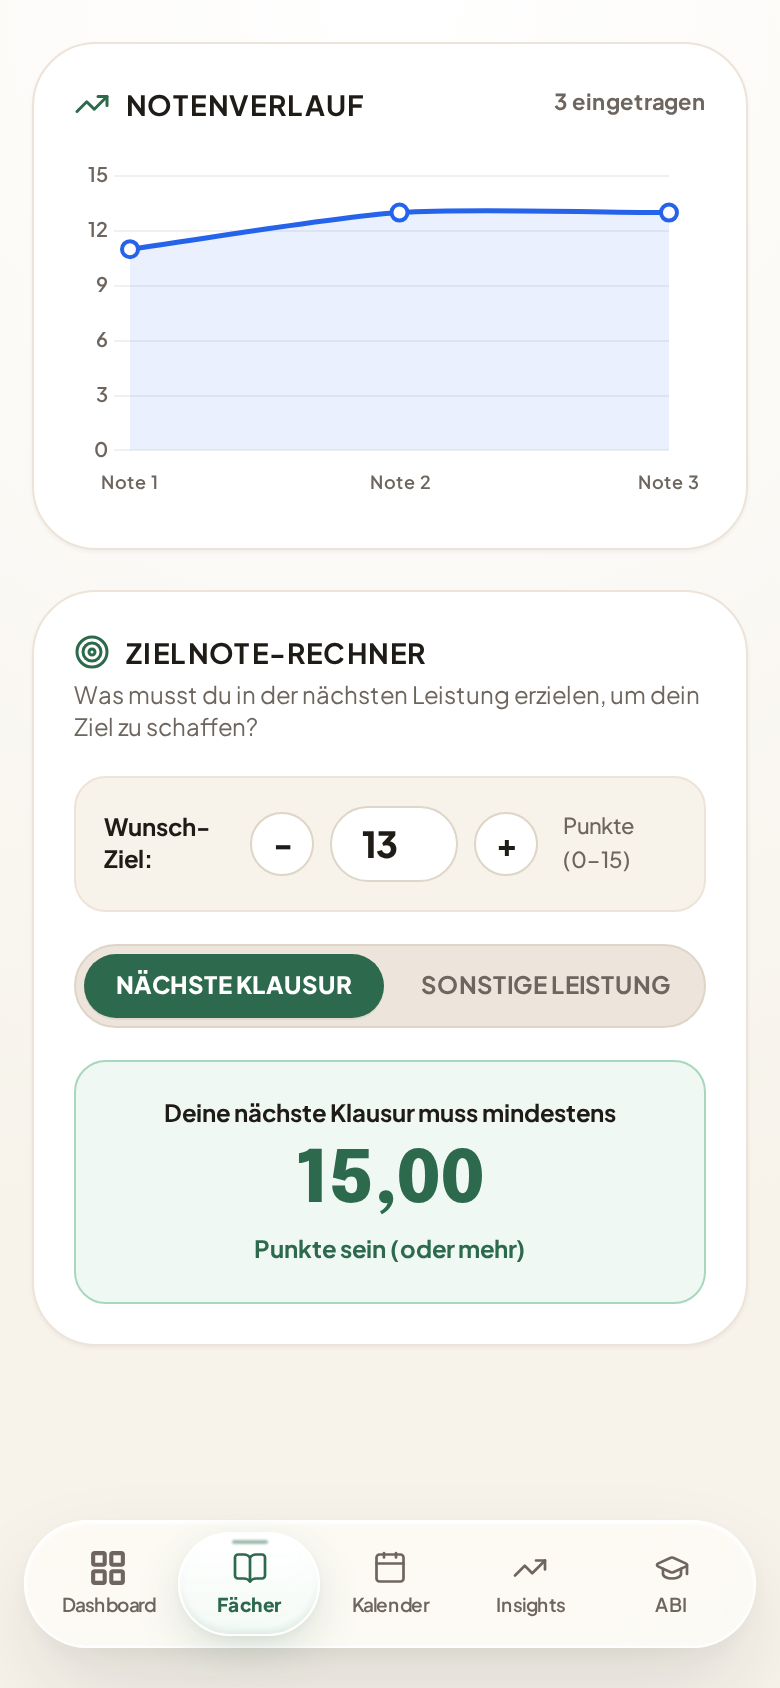 NOTENVERLAUF
3 eingetragen
15
12
9
6
3
0
Note 1
Note 2
Note 3
ZIELNOTE-RECHNER
Was musst du in der nächsten Leistung erzielen, um dein
Ziel zu schaffen?
Wunsch-
Ziel:
-
13
+
Punkte
(0–15)
NÄCHSTE KLAUSUR
SONSTIGE LEISTUNG
Deine nächste Klausur muss mindestens
15,00
Punkte sein (oder mehr)
Dashboard
Fächer
Kalender
Insights
ABI